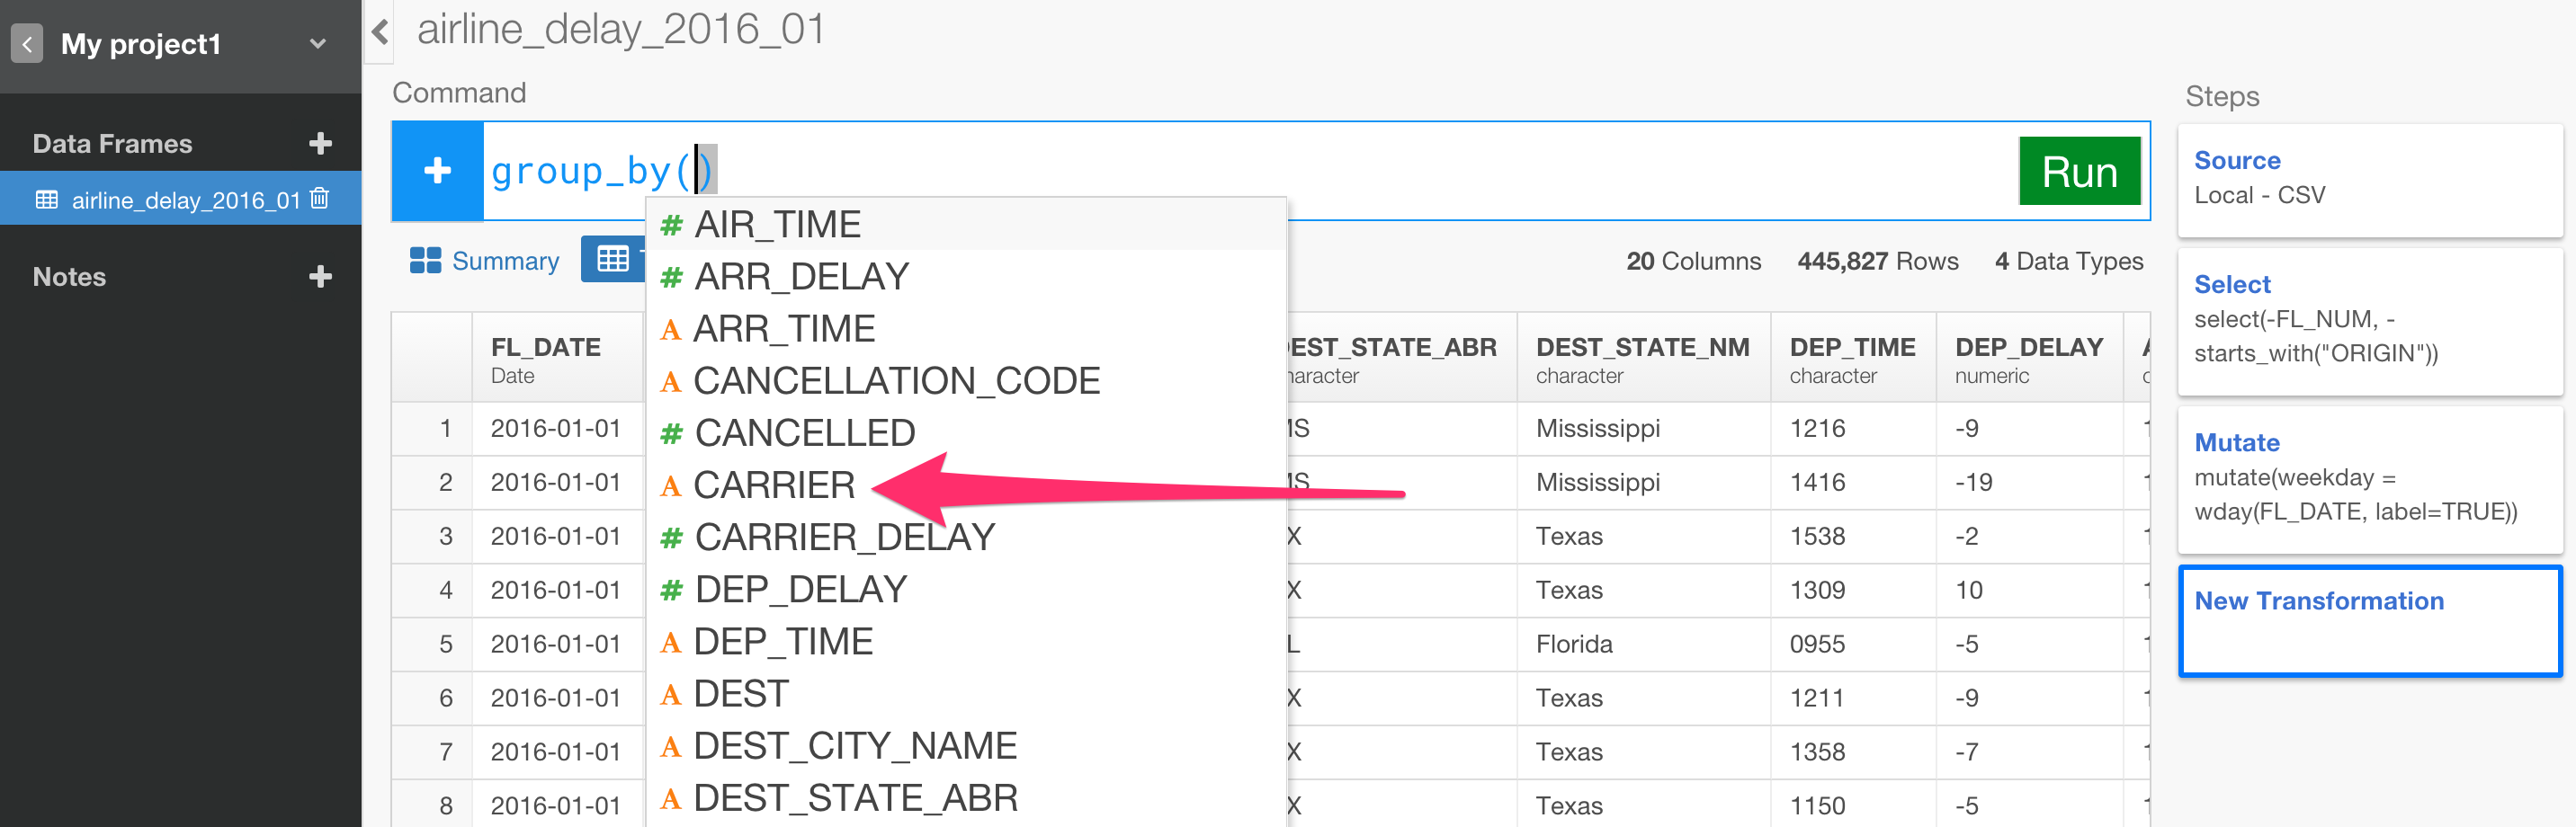 My project1
Data Frames
airline_delay_2016_01
Notes
airline_delay_2016_01
Command
group_by()
Run
AIR_TIME
ARR_DELAY
ARR_TIME
CANCELLATION_CODE
CANCELLED
CARRIER
CARRIER_DELAY
DEP_DELAY
DEP_TIME
DEST
DEST_CITY_NAME
DEST_STATE_ABR
Summary
20 Columns 445,827 Rows 4 Data Types
FL_DATE EST_STATE_ABR DEST_STATE_NM DEP_TIME DEP_DELAY
Date haracter character character numeric
1 2016-01-01 MS Mississippi 1216 -9
2 2016-01-01 MS Mississippi 1416 -19
3 2016-01-01 X Texas 1538 -2
4 2016-01-01 X Texas 1309 10
5 2016-01-01 L Florida 0955 -5
6 2016-01-01 X Texas 1211 -9
7 2016-01-01 X Texas 1358 -7
8 2016-01-01 X Texas 1150 -5
Steps
Source
Local - CSV
Select
select(-FL_NUM, -
starts_with("ORIGIN"))
Mutate
mutate(weekday =
wday(FL_DATE, label=TRUE))
New Transformation